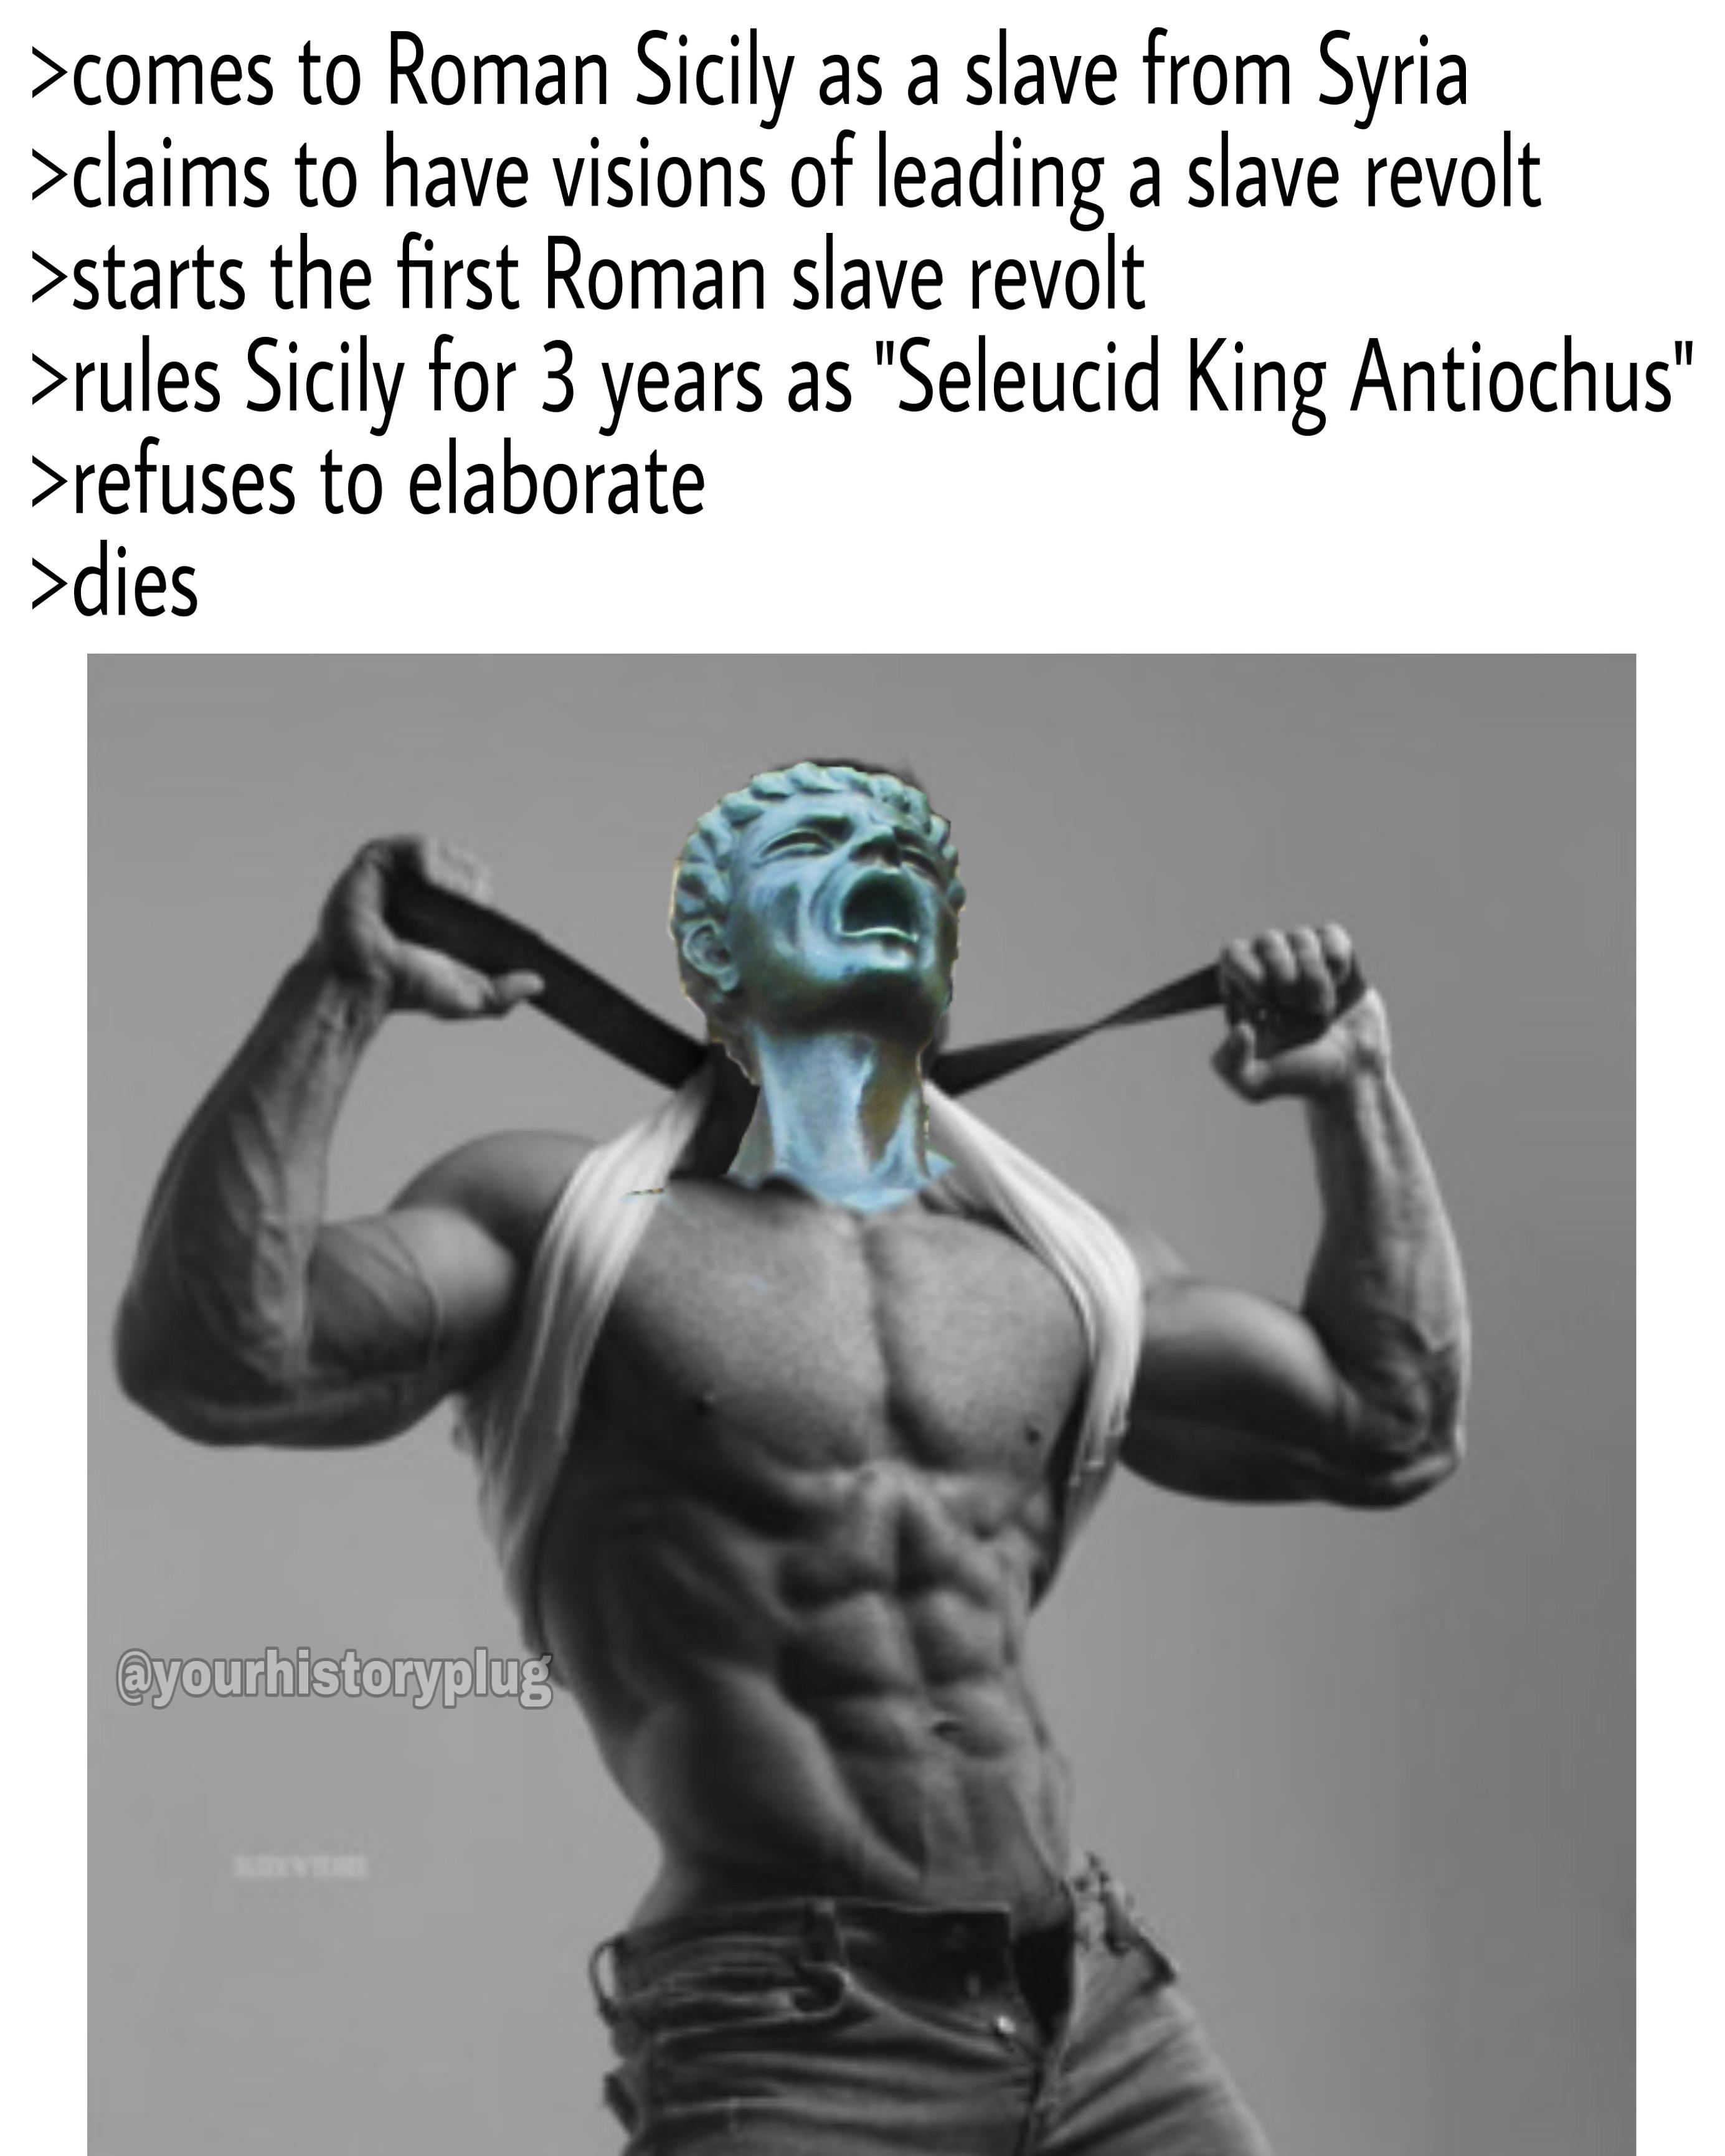 >comes to Roman Sicily as a slave from Syria
>claims to have visions of leading a slave revolt
>starts the first Roman slave revolt
>rules Sicily for 3 years as "Seleucid King Antiochus"
>refuses to elaborate
>dies
@yourhistoryplug